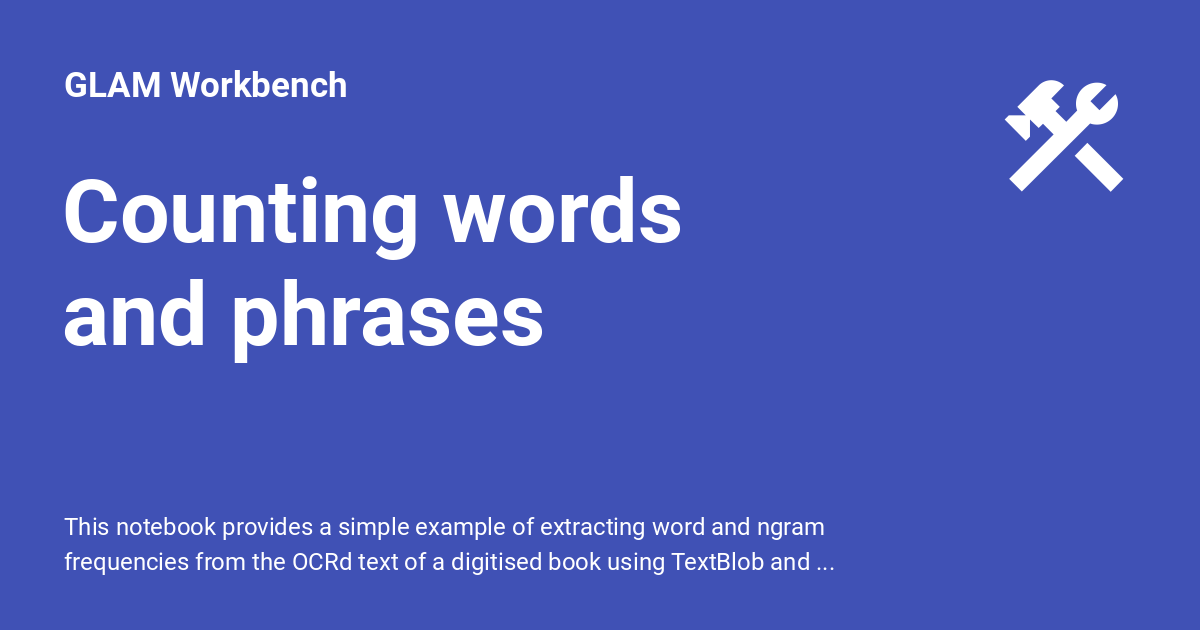 GLAM Workbench
Counting words
and phrases
This notebook provides a simple example of extracting word and ngram
frequencies from the OCRd text of a digitised book using TextBlob and ...